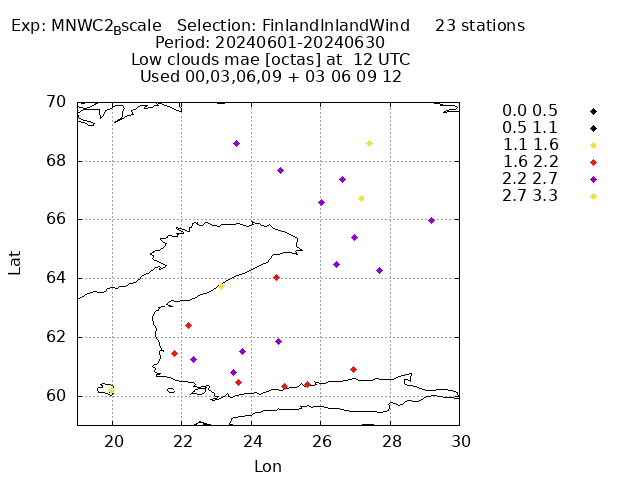 Exp: MNWC2Bscale   Selection: FinlandInlandWind     23 stations
Period: 20240601-20240630
Low clouds mae [octas] at  12 UTC
Used 00,03,06,09 + 03 06 09 12
0.0 0.5
0.5 1.1
1.1 1.6
1.6 2.2
2.2 2.7
2.7 3.3
70
68
66
64
62
60
Lat
20 22 24 26 28 30
Lon